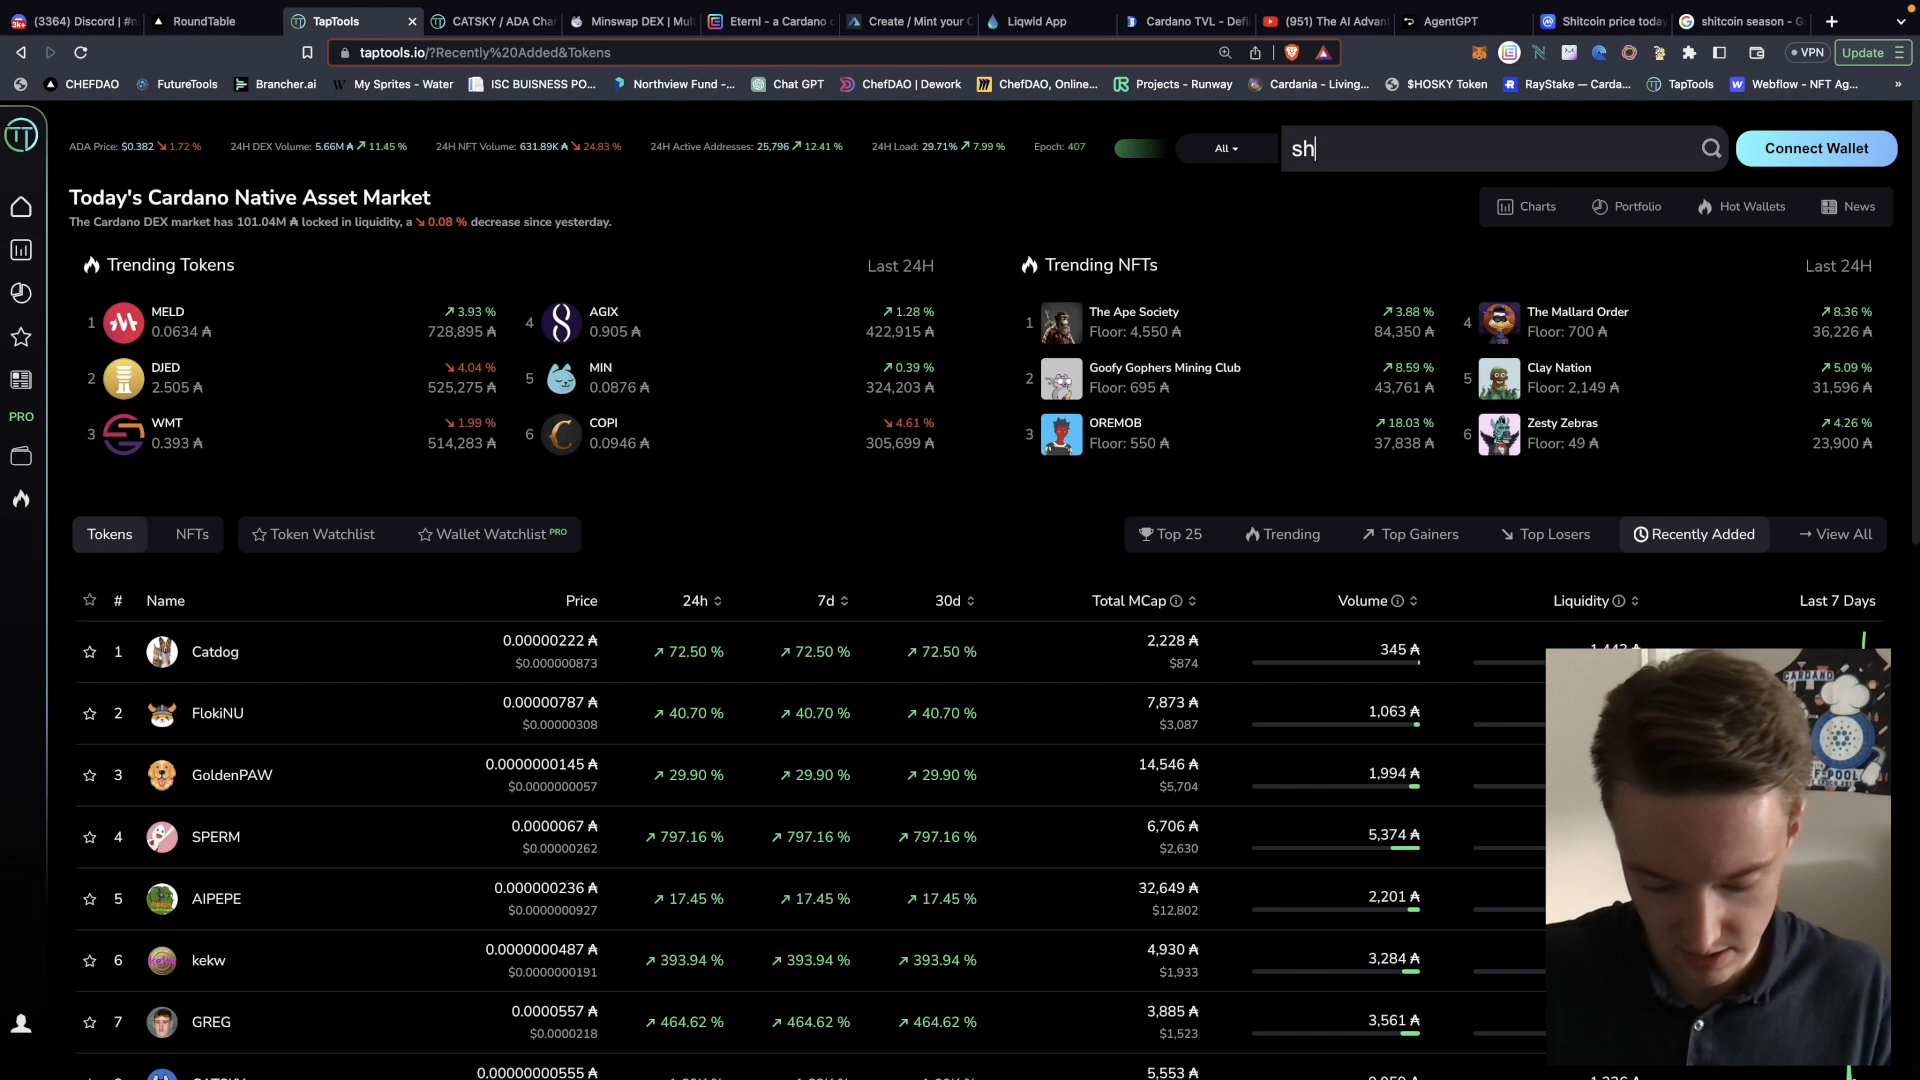 (3364) Discord | #n
RoundTable
TapTools
CATSKY / ADA Char
Minswap DEX | Mult
Eternl - a Cardano c
Create / Mint your C
Liqwid App
Cardano TVL - Defi
(951) The AI Advant
AgentGPT
Shitcoin price today
shitcoin season - G
taptools.io/?Recently%20Added&Tokens
VPN
Update
CHEFDAO
FutureTools
Brancher.ai
My Sprites - Water
ISC BUISNESS PO...
Northview Fund -...
Chat GPT
ChefDAO | Dework
ChefDAO, Online...
Projects - Runway
Cardania - Living...
$HOSKY Token
RayStake — Carda...
TapTools
Webflow - NFT Ag...
ADA Price: $0.382 1.72 %
24H DEX Volume: 5.66M ₳ 11.45 %
24H NFT Volume: 631.89K ₳ 24.83 %
24H Active Addresses: 25,796 12.41 %
24H Load: 29.71% 7.99 %
Epoch: 407
All
sh
Connect Wallet
Today's Cardano Native Asset Market
The Cardano DEX market has 101.04M ₳ locked in liquidity, a 0.08 % decrease since yesterday.
Charts
Portfolio
Hot Wallets
News
PRO
Trending Tokens
Last 24H
1 MELD 3.93 %
0.0634 ₳ 728,895 ₳
2 DJED 4.04 %
2.505 ₳ 525,275 ₳
3 WMT 1.99 %
0.393 ₳ 514,283 ₳
4 AGIX 1.28 %
0.905 ₳ 422,915 ₳
5 MIN 0.39 %
0.0876 ₳ 324,203 ₳
6 COPI 4.61 %
0.0946 ₳ 305,699 ₳
Trending NFTs
Last 24H
1 The Ape Society 3.88 %
Floor: 4,550 ₳ 84,350 ₳
2 Goofy Gophers Mining Club 8.59 %
Floor: 695 ₳ 43,761 ₳
3 OREMOB 18.03 %
Floor: 550 ₳ 37,838 ₳
4 The Mallard Order 8.36 %
Floor: 700 ₳ 36,226 ₳
5 Clay Nation 5.09 %
Floor: 2,149 ₳ 31,596 ₳
6 Zesty Zebras 4.26 %
Floor: 49 ₳ 23,900 ₳
Tokens
NFTs
Token Watchlist
Wallet Watchlist PRO
Top 25
Trending
Top Gainers
Top Losers
Recently Added
View All
# Name Price 24h 7d 30d Total MCap Volume Liquidity Last 7 Days
1 Catdog 0.00000222 ₳ 72.50 % 72.50 % 72.50 % 2,228 ₳ 345 ₳
$0.000000873 $874
2 FlokiNU 0.00000787 ₳ 40.70 % 40.70 % 40.70 % 7,873 ₳ 1,063 ₳
$0.00000308 $3,087
3 GoldenPAW 0.0000000145 ₳ 29.90 % 29.90 % 29.90 % 14,546 ₳ 1,994 ₳
$0.0000000057 $5,704
4 SPERM 0.0000067 ₳ 797.16 % 797.16 % 797.16 % 6,706 ₳ 5,374 ₳
$0.00000262 $2,630
5 AIPEPE 0.000000236 ₳ 17.45 % 17.45 % 17.45 % 32,649 ₳ 2,201 ₳
$0.0000000927 $12,802
6 kekw 0.0000000487 ₳ 393.94 % 393.94 % 393.94 % 4,930 ₳ 3,284 ₳
$0.0000000191 $1,933
7 GREG 0.0000557 ₳ 464.62 % 464.62 % 464.62 % 3,885 ₳ 3,561 ₳
$0.0000218 $1,523
0.0000000555 ₳ 5,553 ₳
CARDANO